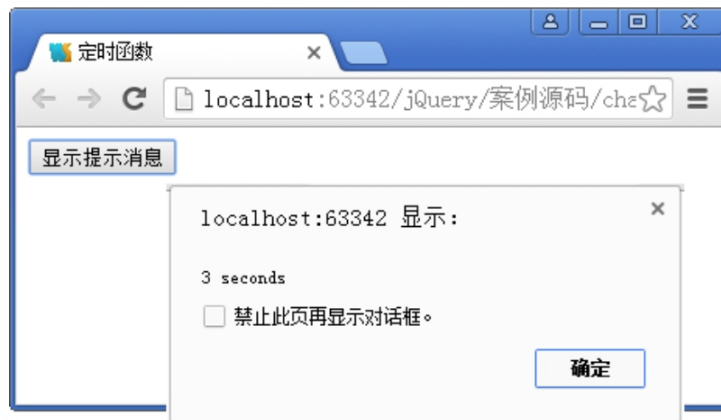 定时函数
localhost:63342/jQuery/案例源码/cha
显示提示消息
localhost:63342 显示:
3 seconds
禁止此页再显示对话框。
确定